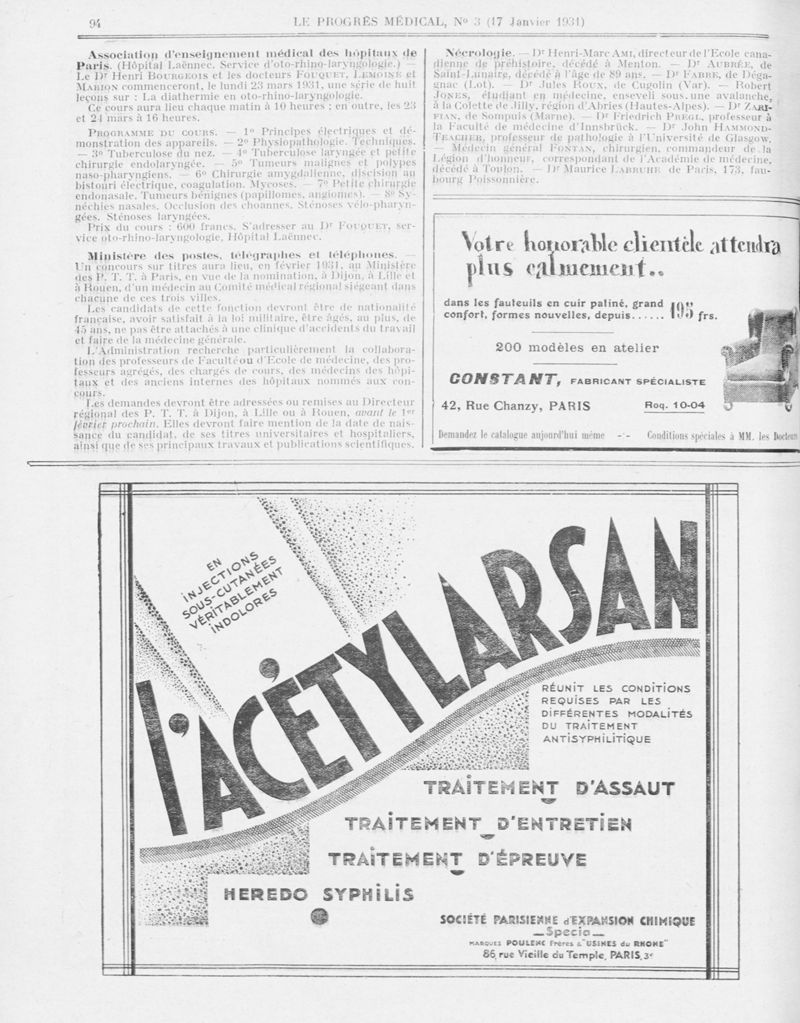 94
LE PROGRÈS MÉDICAL, No 3 (17 Janvier 1931)
Association d'enseignement médical des hôpitaux de
Paris. (Hôpital Laënnec. Service d'oto-rhino-laryngologie.) —
Le Dr Henri BOURGEOIS et les docteurs FOUQUET, LEMOINE et
MARION commenceront, le lundi 23 mars 1931, une série de huit
leçons sur : La diathermie en oto-rhino-laryngologie.
Ce cours aura lieu chaque matin à 10 heures ; en outre, les 23
et 24 mars à 16 heures.
PROGRAMME DU COURS. — 1o Principes électriques et dé-
monstration des appareils. — 2o Physiopathologie. Techniques.
— 3o Tuberculose du nez. — 4o Tuberculose laryngée et petite
chirurgie endolaryngée. — 5o Tumeurs malignes et polypes
naso-pharyngiens. — 6o Chirurgie amygdalienne, discision au
bistouri électrique, coagulation. Mycoses. — 7o Petite chirurgie
endonasale. Tumeurs bénignes (papillomes, angiomes). — 8o Sy-
néchies nasales. Occlusion des choannes. Sténoses vélo-pharyn-
gées. Sténoses laryngées.
Prix du cours : 600 francs. S'adresser au Dr FOUQUET, ser-
vice oto-rhino-laryngologie, Hôpital Laënnec.
Ministère des postes, télégraphes et téléphones. —
Un concours sur titres aura lieu, en février 1931, au Ministère
des P. T. T. à Paris, en vue de la nomination, à Dijon, à Lille et
à Rouen, d'un médecin au Comité médical régional siégeant dans
chacune de ces trois villes.
Les candidats de cette fonction devront être de nationalité
française, avoir satisfait à la loi militaire, être âgés, au plus, de
45 ans, ne pas être attachés à une clinique d'accidents du travail
et faire de la médecine générale.
L'Administration recherche particulièrement la collabora-
tion des professeurs de Faculté ou d'Ecole de médecine, des pro-
fesseurs agrégés, des chargés de cours, des médecins des hôpi-
taux et des anciens internes des hôpitaux nommés aux con-
cours.
Les demandes devront être adressées ou remises au Directeur
régional des P. T. T. à Dijon, à Lille ou à Rouen, avant le 1er
février prochain. Elles devront faire mention de la date de nais-
sance du candidat, de ses titres universitaires et hospitaliers,
ainsi que de ses principaux travaux et publications scientifiques.
Nécrologie. — Dr Henri-Marc AMI, directeur de l'Ecole cana-
dienne de préhistoire, décédé à Menton. — Dr AUBRÉE, de
Saint-Lunaire, décédé à l'âge de 89 ans. — Dr FABRE, de Déga-
gnac (Lot). — Dr Jules ROUX, de Cugolin (Var). — Robert
JONES, étudiant en médecine, enseveli sous une avalanche,
à la Colette de Jilly, région d'Abries (Hautes-Alpes). — Dr ZARI-
FIAN, de Sompuis (Marne). — Dr Friedrich PREGL, professeur à
la Faculté de médecine d'Innsbrück. — Dr John HAMMOND-
TEACHER, professeur de pathologie à l'Université de Glasgow.
— Médecin général FONTAN, chirurgien, commandeur de la
Légion d'honneur, correspondant de l'Académie de médecine,
décédé à Toulon. — Dr Maurice LABRUHE de Paris, 173, fau-
bourg Poissonnière.
Votre honorable clientèle attendra
plus calmement..
dans les fauteuils en cuir patiné, grand
confort, formes nouvelles, depuis...... 195 frs.
200 modèles en atelier
CONSTANT, FABRICANT SPÉCIALISTE
42, Rue Chanzy, PARIS Roq. 10-04
Demandez le catalogue aujourd'hui même -·- Conditions spéciales à MM. les Docteurs
EN
INJECTIONS
SOUS-CUTANÉES
VÉRITABLEMENT
INDOLORES
l'ACÉTYLARSAN
RÉUNIT LES CONDITIONS
REQUISES PAR LES
DIFFÉRENTES MODALITÉS
DU TRAITEMENT
ANTISYPHILITIQUE
TRAITEMENT D'ASSAUT
TRAITEMENT D'ENTRETIEN
TRAITEMENT D'ÉPREUVE
HEREDO SYPHILIS
SOCIÉTÉ PARISIENNE d'EXPANSION CHIMIQUE
— Specia —
MARQUES POULENC Frères & "USINES du RHONE"
86, rue Vieille du Temple, PARIS, 3e